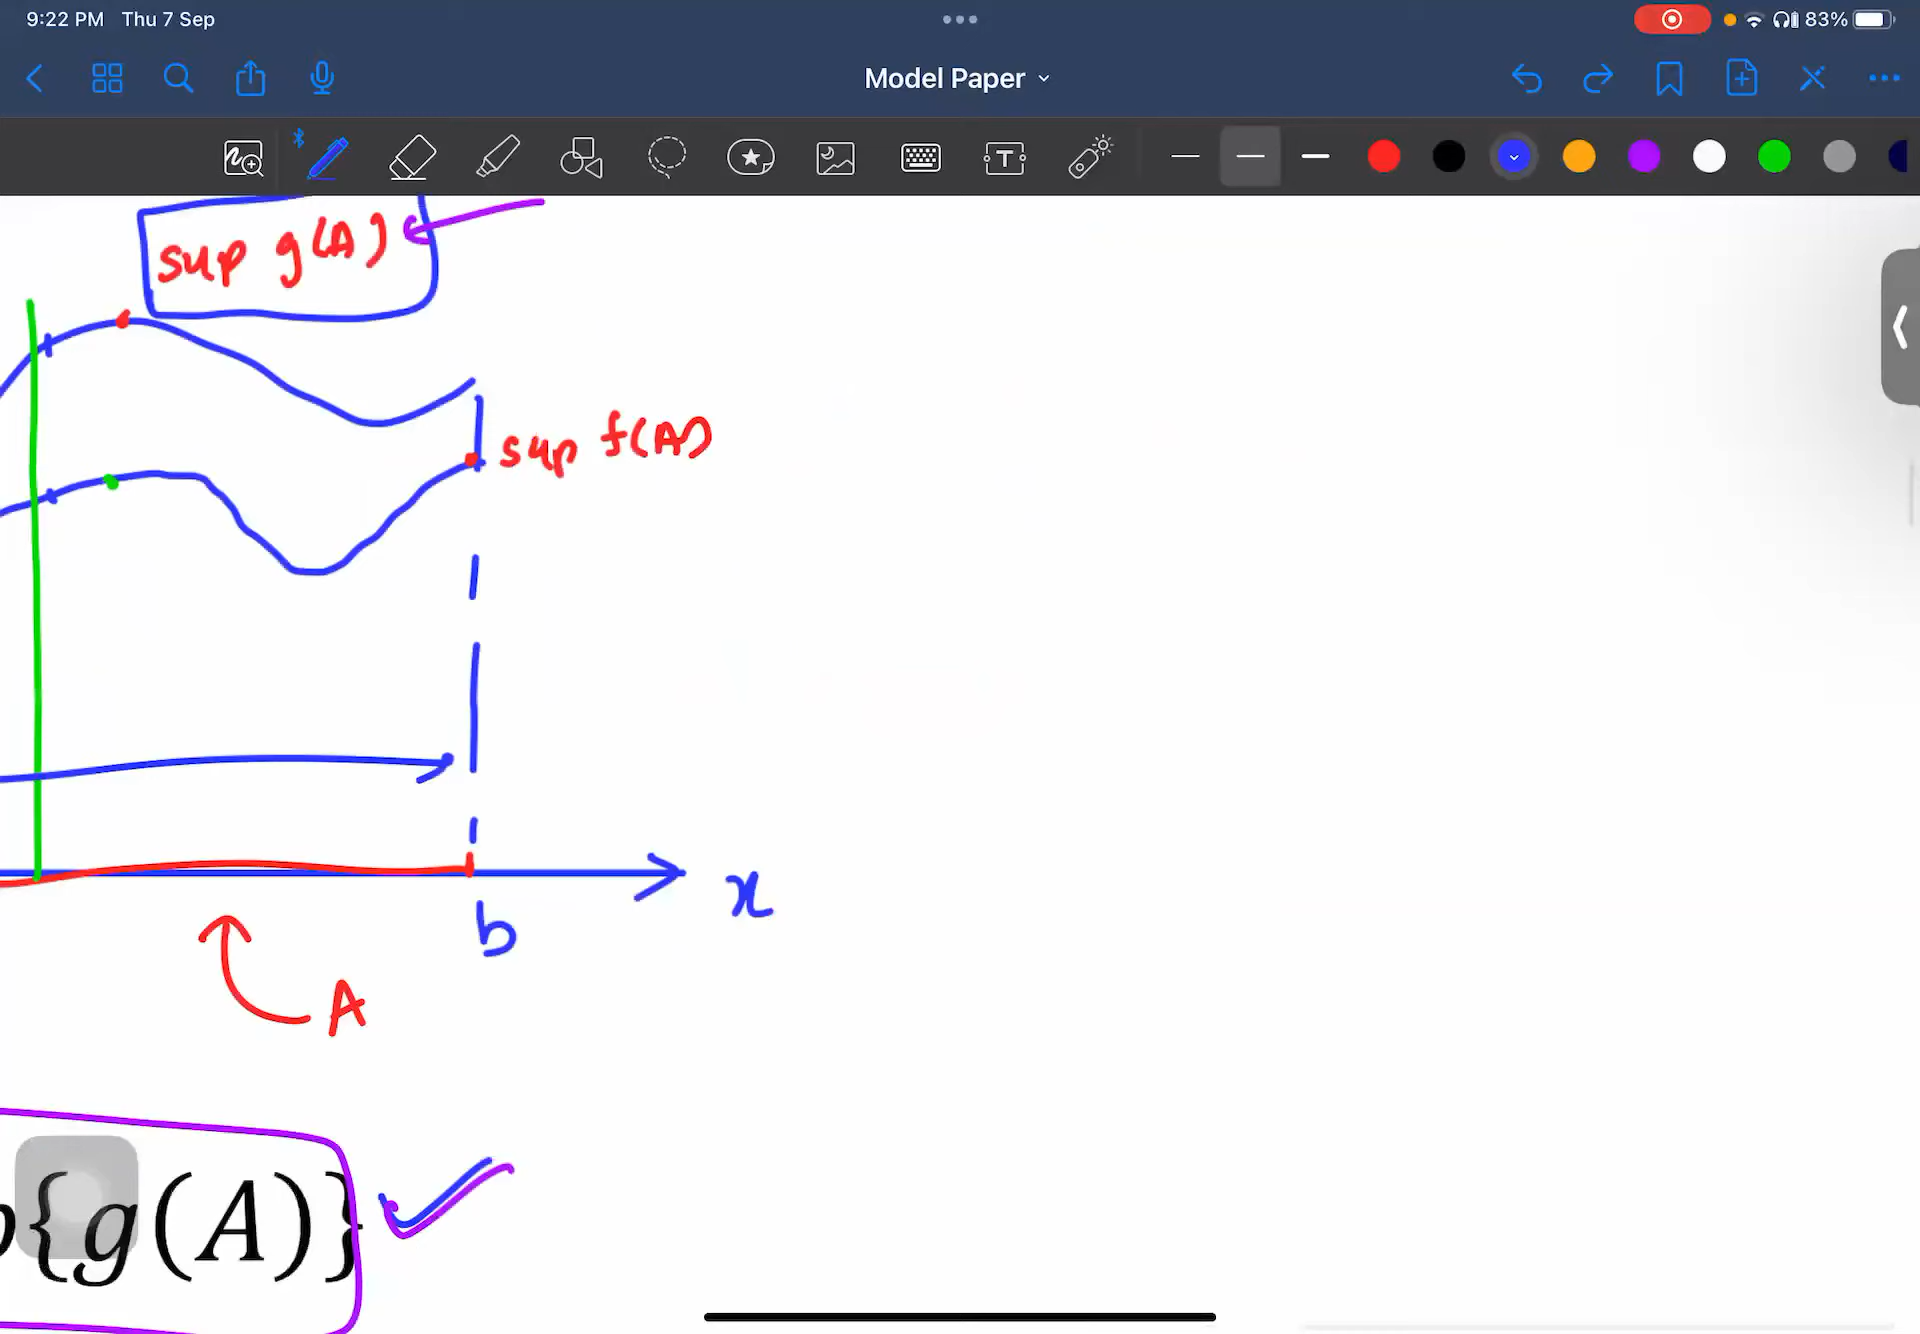 9:22 PM Thu 7 Sep
83%
Model Paper
T
sup g(A)
sup f(A)
x
b
A
{g(A)}